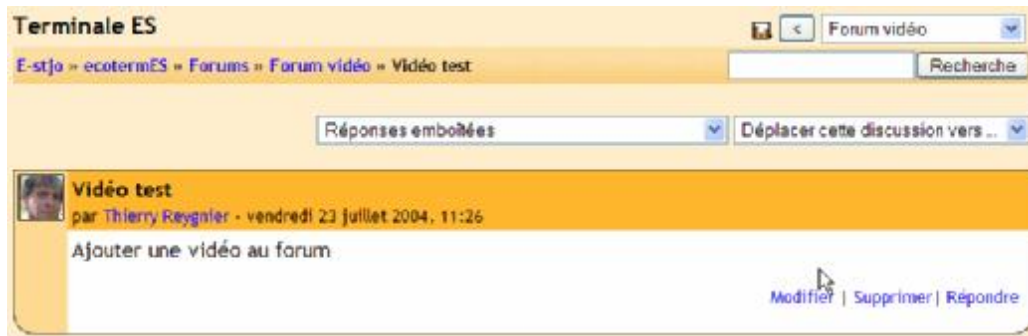 Terminale ES
< Forum vidéo
E-stjo » ecotermES » Forums » Forum vidéo » Vidéo test
Recherche
Réponses emboîtées
Déplacer cette discussion vers ...
Vidéo test
par Thierry Reygnier - vendredi 23 juillet 2004, 11:26
Ajouter une vidéo au forum
Modifier | Supprimer | Répondre